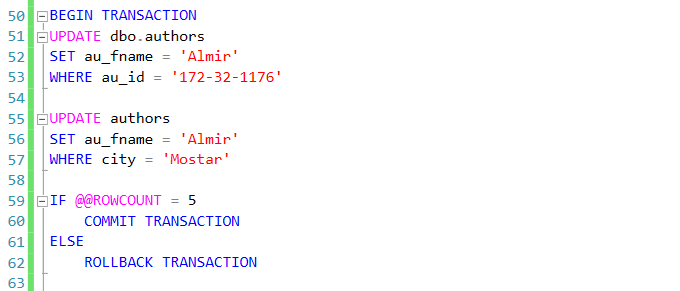 50 BEGIN TRANSACTION
51 UPDATE dbo.authors
52 SET au_fname = 'Almir'
53 WHERE au_id = '172-32-1176'
54
55 UPDATE authors
56 SET au_fname = 'Almir'
57 WHERE city = 'Mostar'
58
59 IF @@ROWCOUNT = 5
60     COMMIT TRANSACTION
61 ELSE
62     ROLLBACK TRANSACTION
63